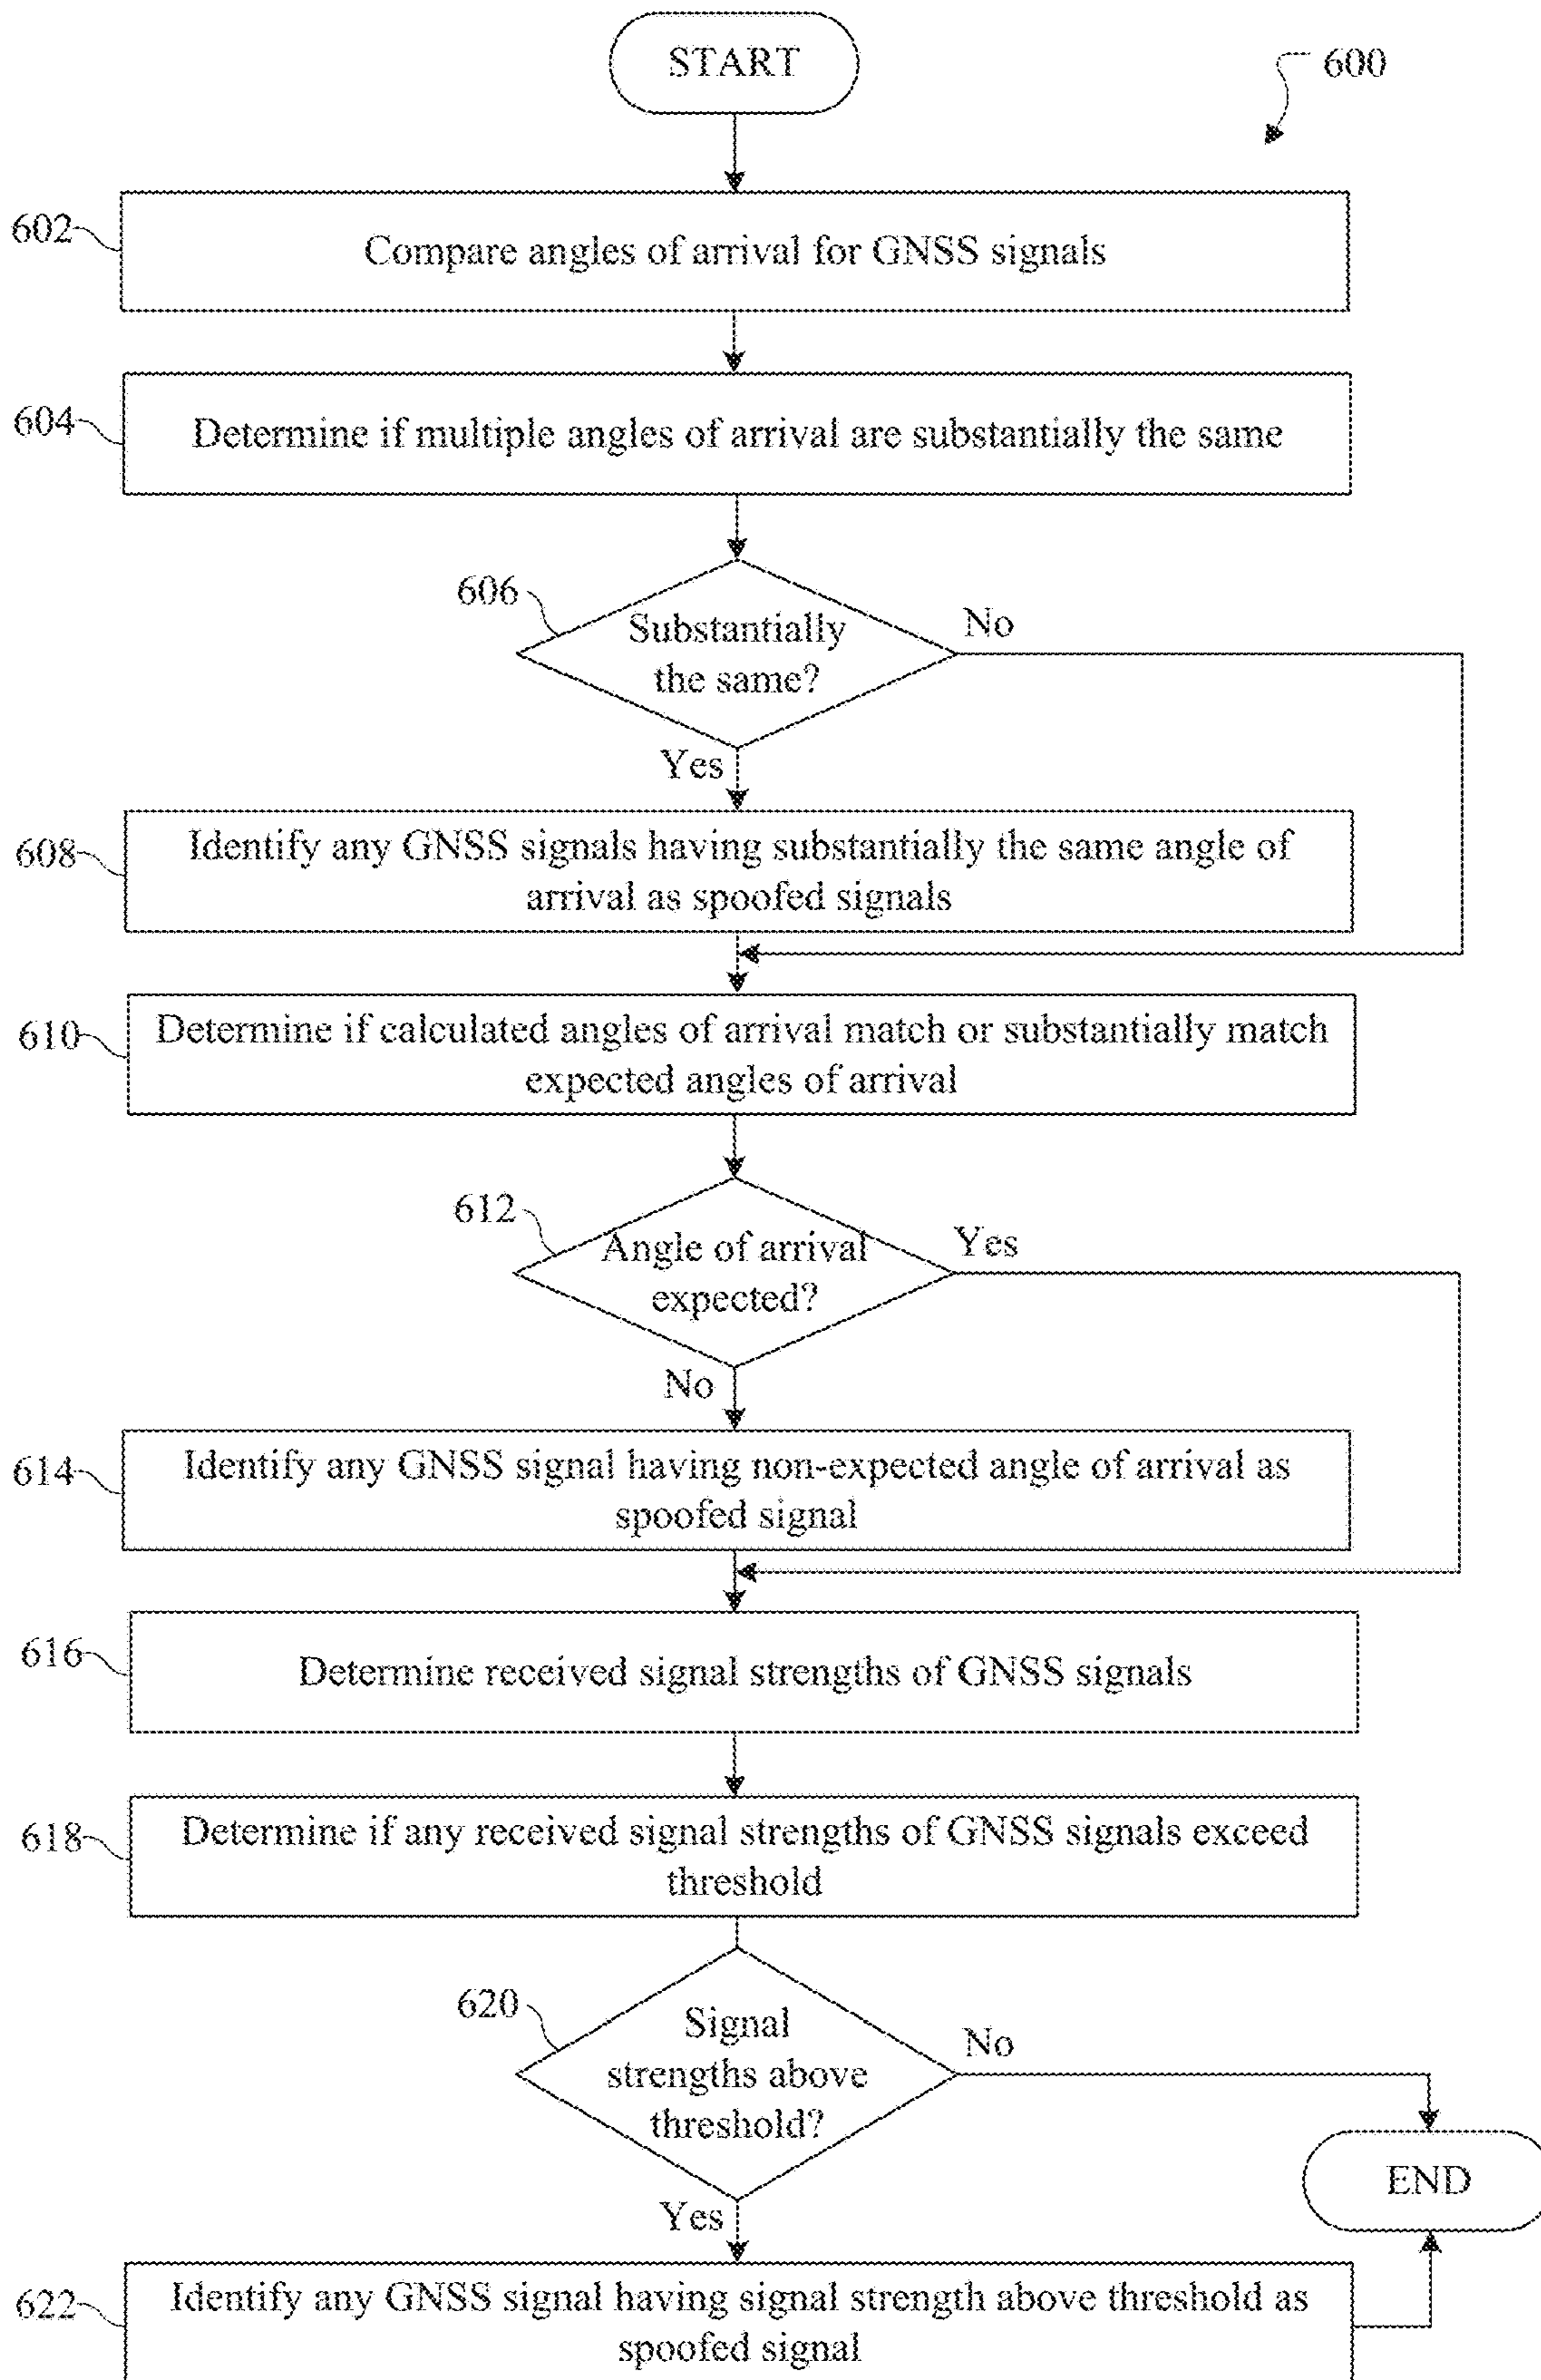 START
600
602
Compare angles of arrival for GNSS signals
604
Determine if multiple angles of arrival are substantially the same
606
Substantially
the same?
No
Yes
608
Identify any GNSS signals having substantially the same angle of
arrival as spoofed signals
610
Determine if calculated angles of arrival match or substantially match
expected angles of arrival
612
Angle of arrival
expected?
Yes
No
614
Identify any GNSS signal having non-expected angle of arrival as
spoofed signal
616
Determine received signal strengths of GNSS signals
618
Determine if any received signal strengths of GNSS signals exceed
threshold
620
Signal
strengths above
threshold?
No
END
Yes
622
Identify any GNSS signal having signal strength above threshold as
spoofed signal